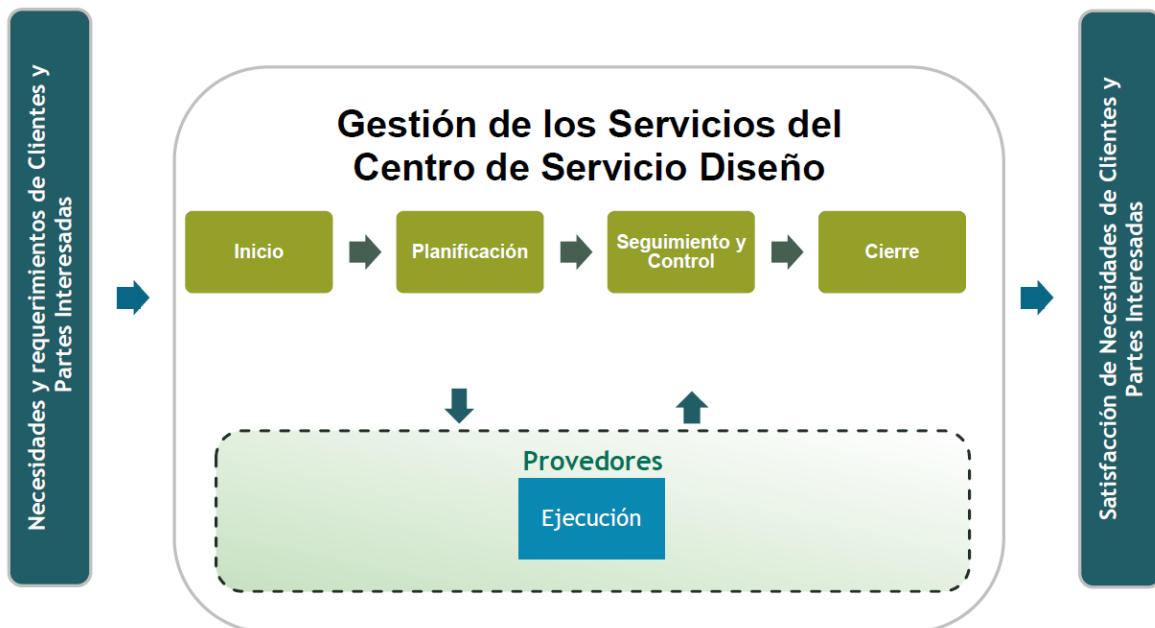 Necesidades y requerimientos de Clientes y
Partes Interesadas
Gestión de los Servicios del
Centro de Servicio Diseño
Inicio
Planificación
Seguimiento y
Control
Cierre
Provedores
Ejecución
Satisfacción de Necesidades de Clientes y
Partes Interesadas